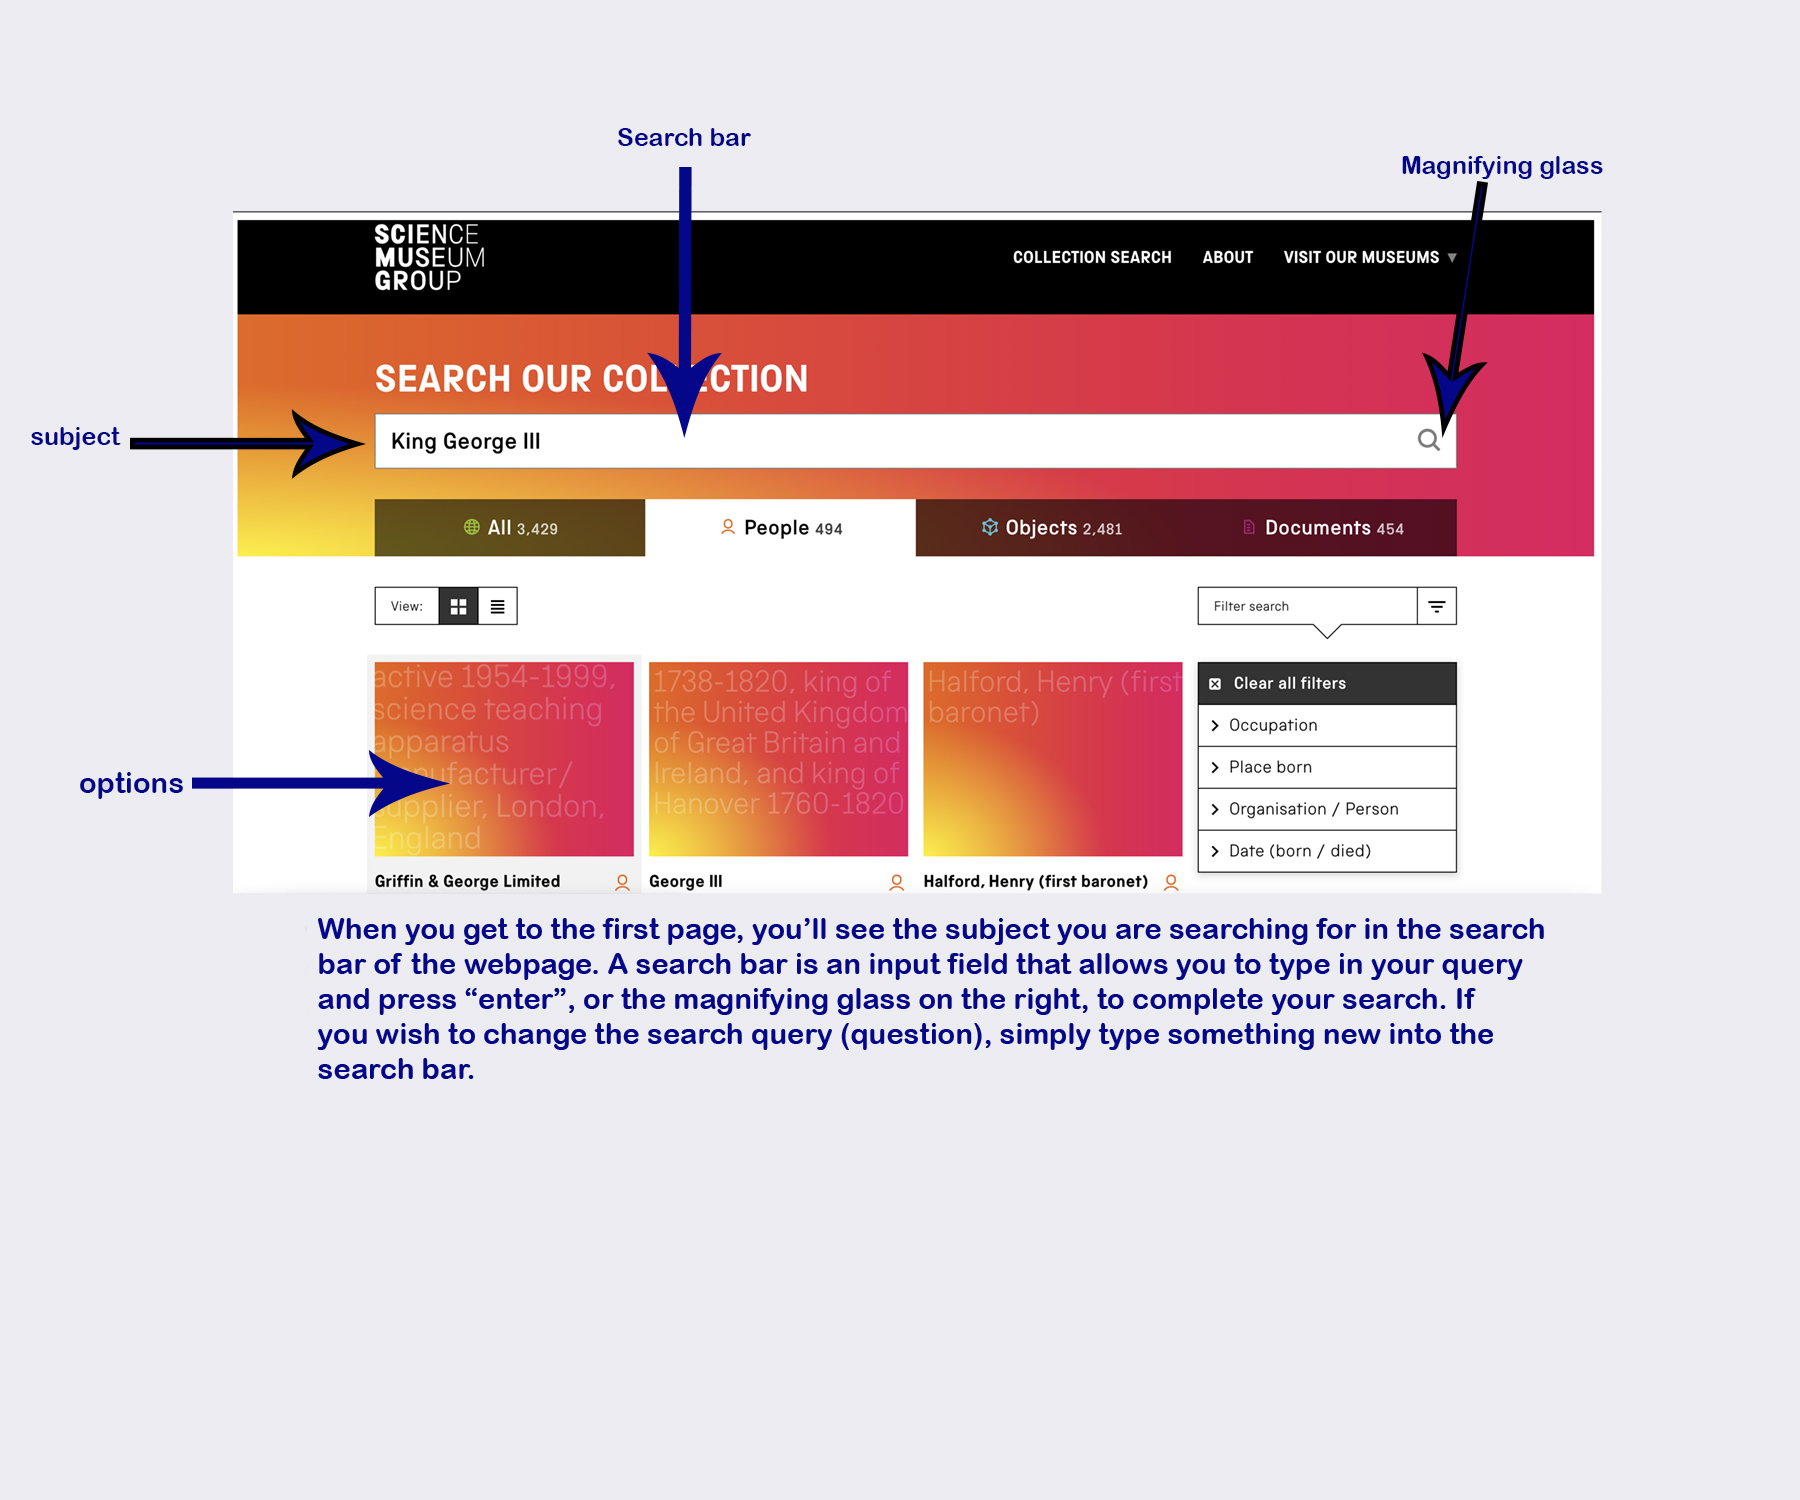 Search bar
Magnifying glass
SCIENCE
MUSEUM
GROUP
COLLECTION SEARCH ABOUT VISIT OUR MUSEUMS
SEARCH OUR COLLECTION
subject
King George III
All 3,429 People 494 Objects 2,481 Documents 454
View:
Filter search
active 1954-1999,
science teaching
apparatus
manufacturer/
supplier, London,
England
1738-1820, king of
the United Kingdom
of Great Britain and
Ireland, and king of
Hanover 1760-1820
Halford, Henry (first
baronet)
Clear all filters
Occupation
Place born
Organisation / Person
Date (born / died)
options
Griffin & George Limited
George III
Halford, Henry (first baronet)
When you get to the first page, you’ll see the subject you are searching for in the search
bar of the webpage. A search bar is an input field that allows you to type in your query
and press “enter”, or the magnifying glass on the right, to complete your search. If
you wish to change the search query (question), simply type something new into the
search bar.